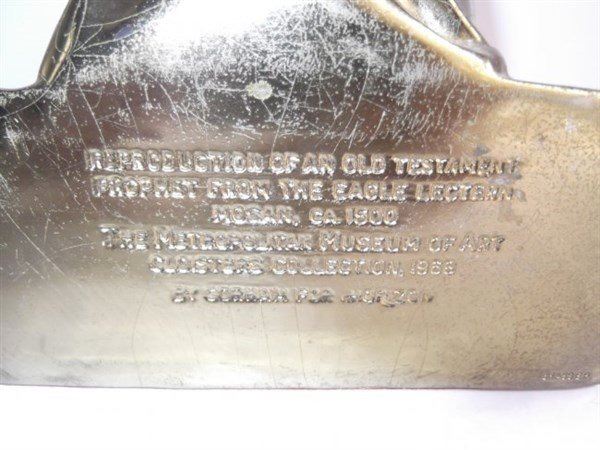 REPRODUCTION OF AN OLD TESTAMENT
PROPHET FROM THE EAGLE LECTERN
MOSAN, CA. 1500
THE METROPOLITAN MUSEUM OF ART
CLOISTERS COLLECTION, 1968
BY FOR